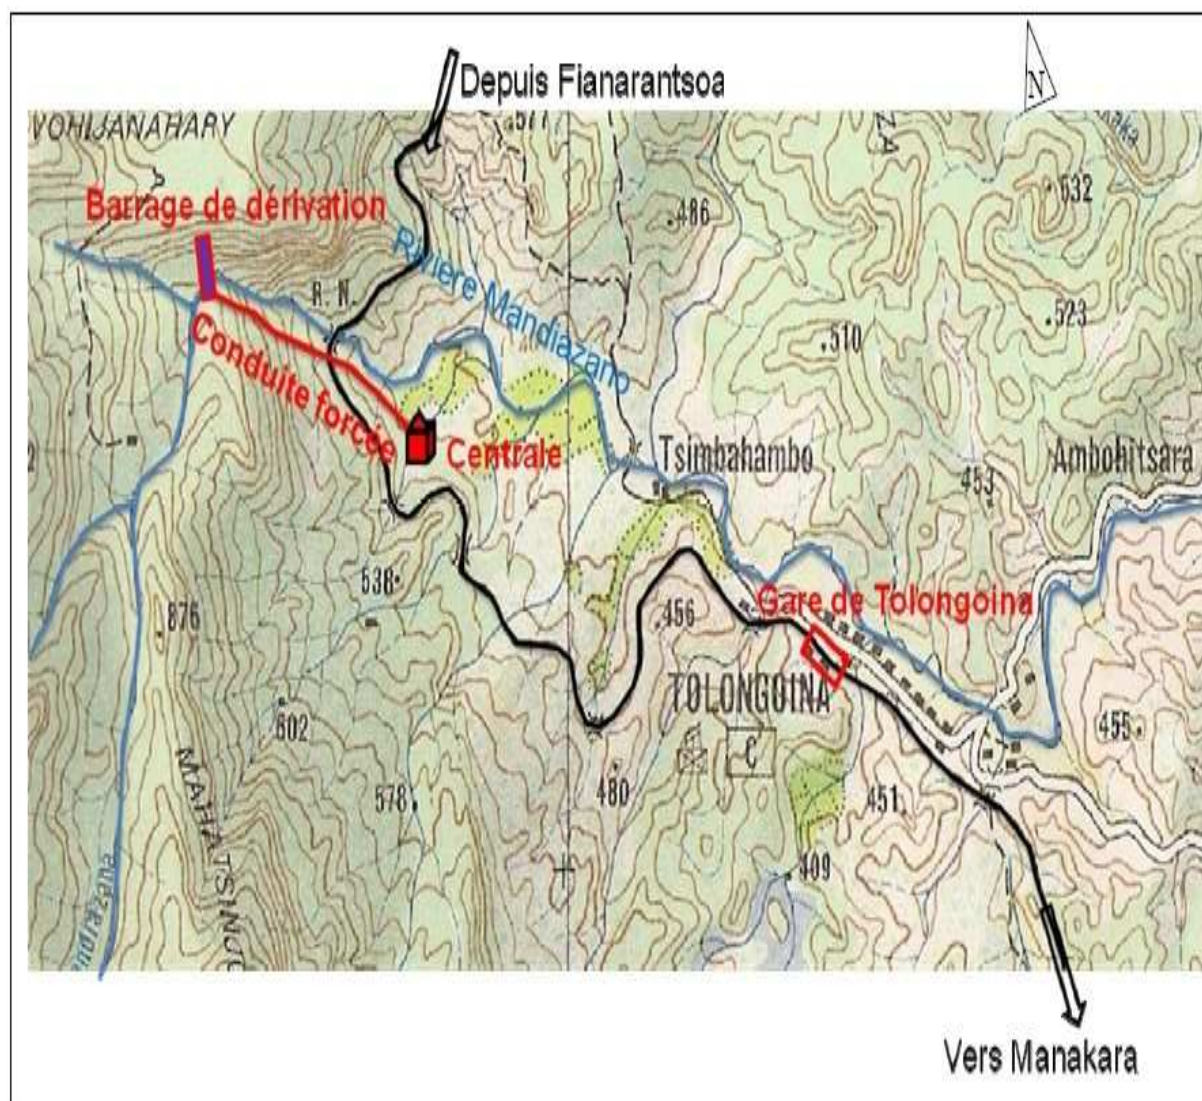 Depuis Fianarantsoa
N
VOHIJANAHARY
577
532
Barrage de dérivation
486
Rivière Mandiazano
R. N.
523
510
Conduite forcée
Centrale
Tsimbahambo
Ambohitsara
453
538
Gare de Tolongoina
876
456
TOLONGOINA
602
455
C
578
480
451
409
Vers Manakara